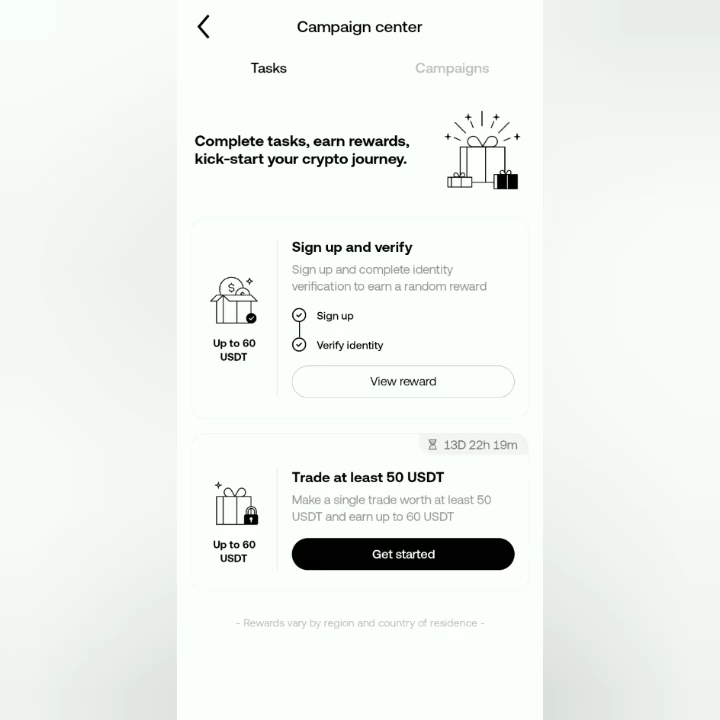 Campaign center
Tasks
Campaigns
Complete tasks, earn rewards,
kick-start your crypto journey.
Sign up and verify
Sign up and complete identity
verification to earn a random reward
Sign up
Verify identity
Up to 60
USDT
View reward
13D 22h 19m
Trade at least 50 USDT
Make a single trade worth at least 50
USDT and earn up to 60 USDT
Up to 60
USDT
Get started
- Rewards vary by region and country of residence -